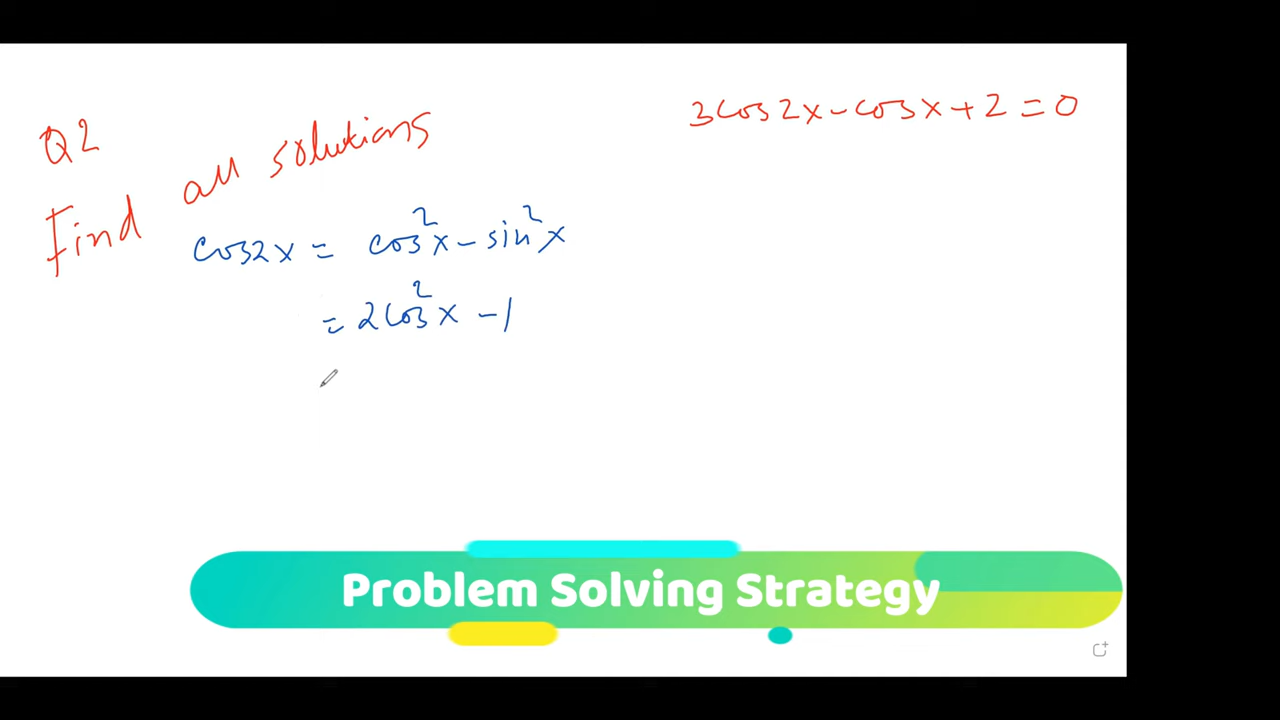 Q2
3cos2x-cosx+2=0
Find all solutions
cos2x = cos²x - sin²x
= 2cos²x - 1
Problem Solving Strategy